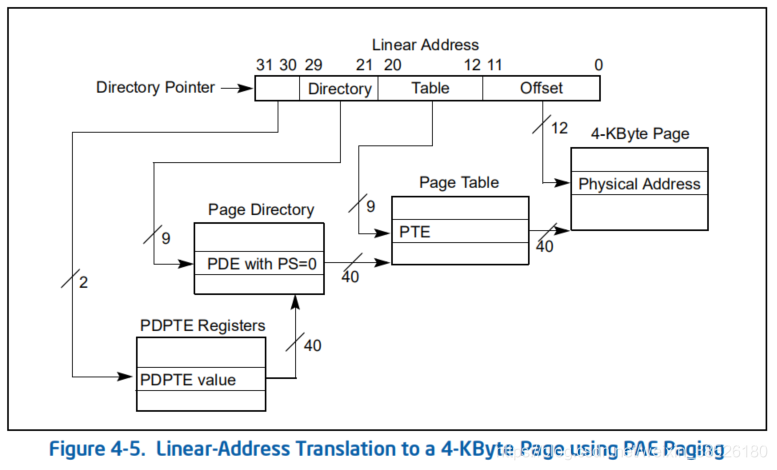 Linear Address
31 30 29 21 20 12 11 0
Directory Pointer
Directory Table Offset
12
4-KByte Page
Physical Address
Page Table
9
PTE
40
Page Directory
9
PDE with PS=0
40
2
PDPTE Registers
40
PDPTE value
Figure 4-5. Linear-Address Translation to a 4-KByte Page using PAE Paging